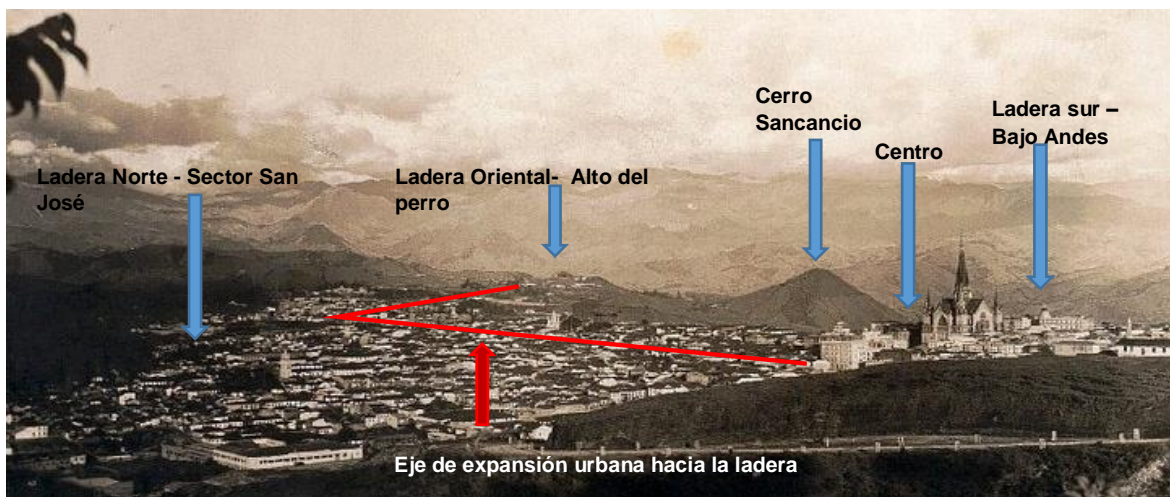 Cerro
Sancancio
Ladera sur –
Bajo Andes
Centro
Ladera Norte - Sector San
José
Ladera Oriental- Alto del
perro
Eje de expansión urbana hacia la ladera